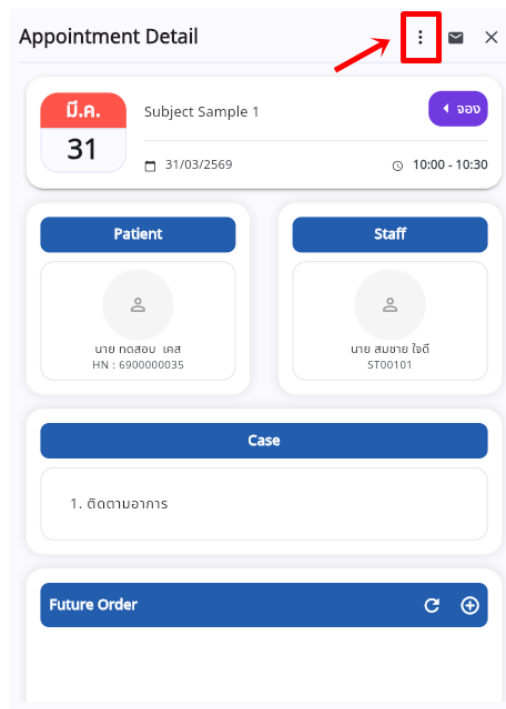 Appointment Detail
มี.ค.
31
Subject Sample 1
จอง
31/03/2569
10:00 - 10:30
Patient
นาย ทดสอบ เคส
HN : 6900000035
Staff
นาย สมชาย ใจดี
ST00101
Case
1. ติดตามอาการ
Future Order